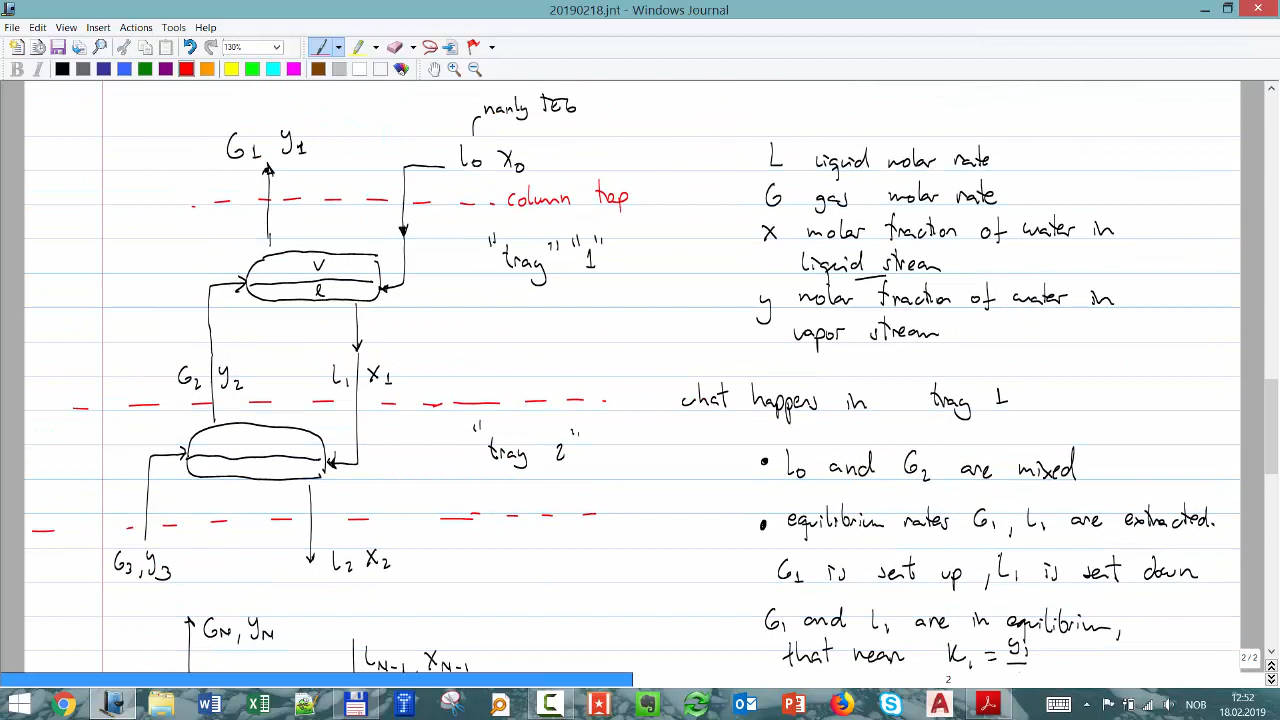 20190218.jnt - Windows Journal
File Edit View Insert Actions Tools Help
130%
B I
manly TEG
G1 y1
L0 x0
column top
"tray" "1"
v
l
G2 y2
L1 x1
"tray 2"
G3, y3
L2 x2
GN, yN
LN-1, xN-1
L liquid molar rate
G gas molar rate
x molar fraction of water in
liquid stream
y molar fraction of water in
vapor stream
what happens in tray 1
• L0 and G2 are mixed
• equilibrium rates G1, L1 are extracted.
G1 is sent up, L1 is sent down
G1 and L1 are in equilibrium,
that mean K1 = y1
2/2
2
NOB
12:52
18.02.2019